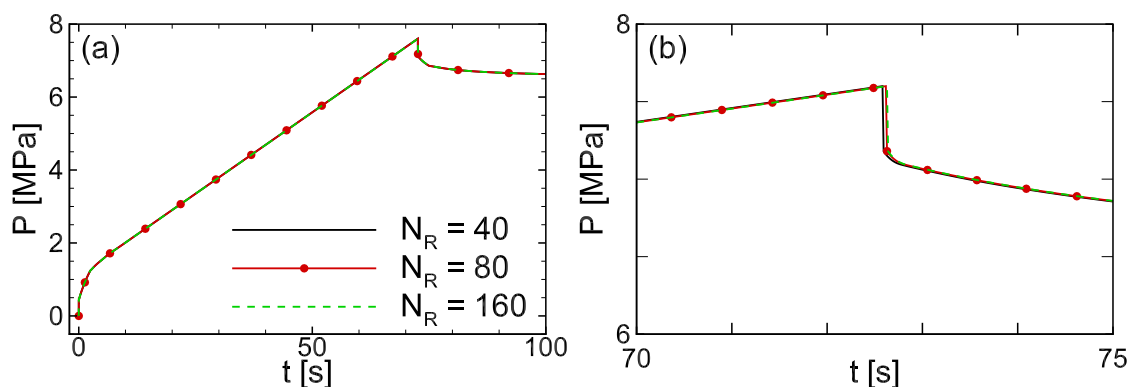 (a)
P [MPa]
8
6
4
2
0
N_R = 40
N_R = 80
N_R = 160
0
50
100
t [s]
(b)
P [MPa]
8
6
70
75
t [s]